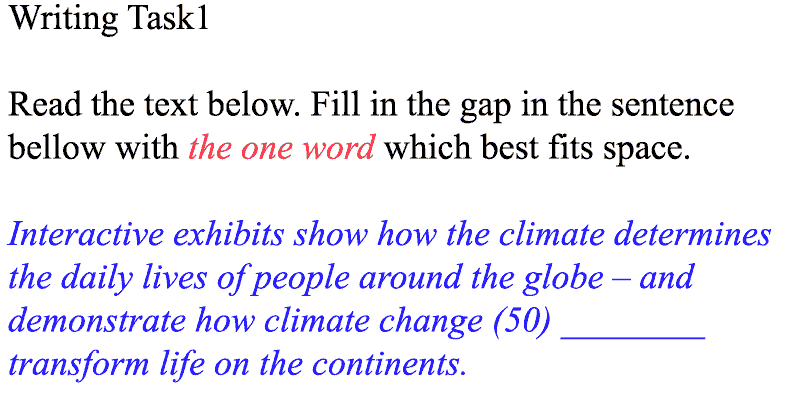 Writing Task1
Read the text below. Fill in the gap in the sentence
bellow with the one word which best fits space.
Interactive exhibits show how the climate determines
the daily lives of people around the globe – and
demonstrate how climate change (50) ________
transform life on the continents.